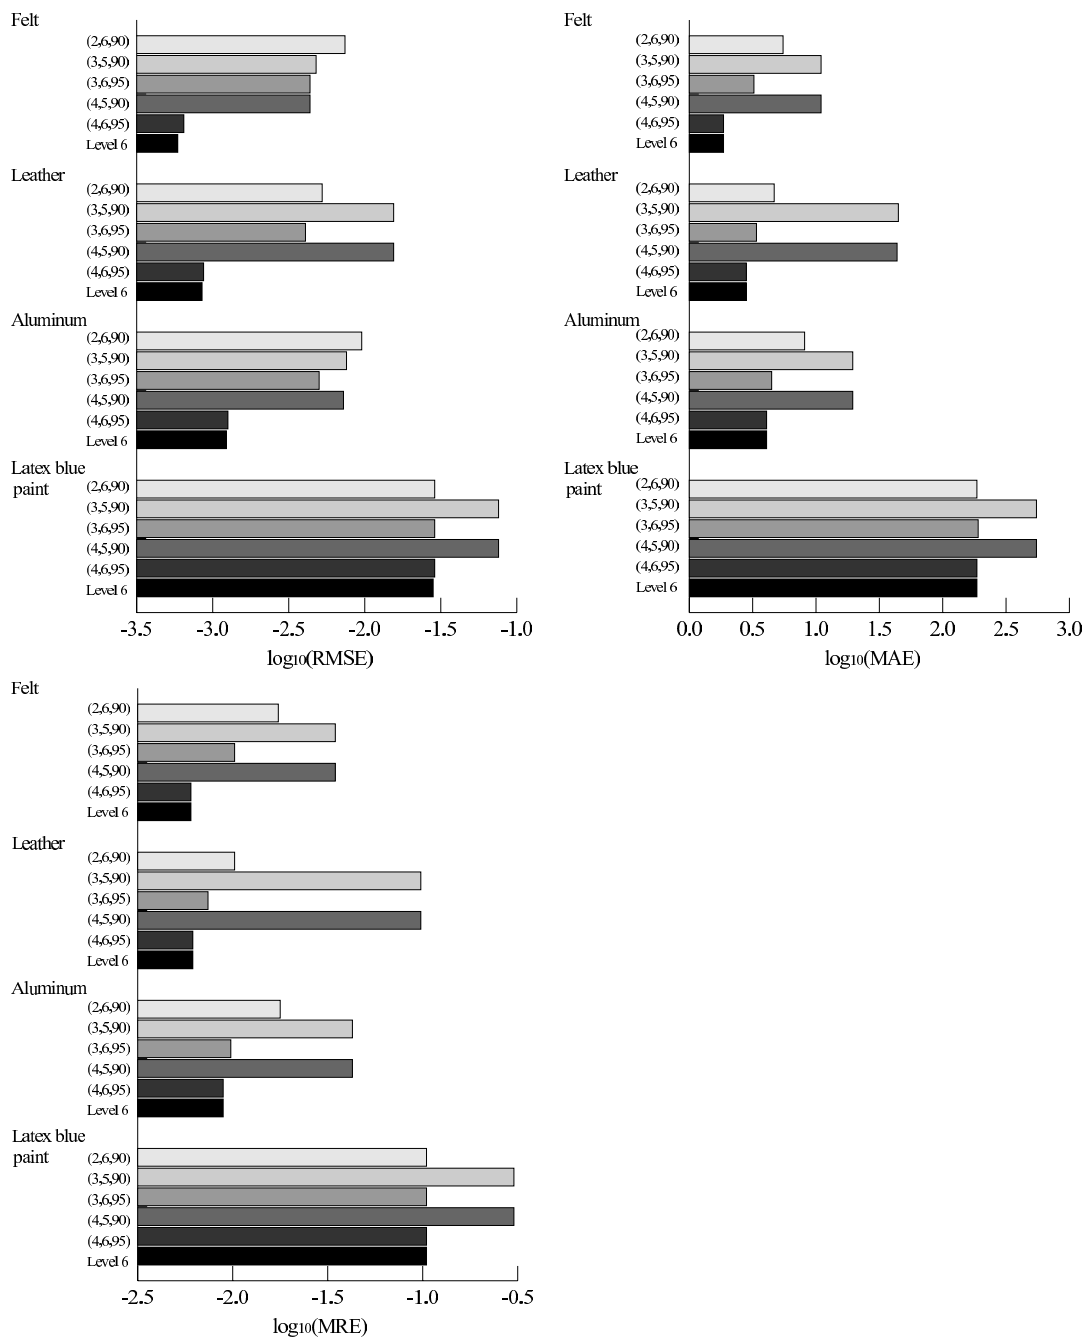 Felt
(2,6,90)
(3,5,90)
(3,6,95)
(4,5,90)
(4,6,95)
Level 6
Leather
(2,6,90)
(3,5,90)
(3,6,95)
(4,5,90)
(4,6,95)
Level 6
Aluminum
(2,6,90)
(3,5,90)
(3,6,95)
(4,5,90)
(4,6,95)
Level 6
Latex blue
paint
(2,6,90)
(3,5,90)
(3,6,95)
(4,5,90)
(4,6,95)
Level 6
-3.5 -3.0 -2.5 -2.0 -1.5 -1.0
log10(RMSE)
Felt
(2,6,90)
(3,5,90)
(3,6,95)
(4,5,90)
(4,6,95)
Level 6
Leather
(2,6,90)
(3,5,90)
(3,6,95)
(4,5,90)
(4,6,95)
Level 6
Aluminum
(2,6,90)
(3,5,90)
(3,6,95)
(4,5,90)
(4,6,95)
Level 6
Latex blue
paint
(2,6,90)
(3,5,90)
(3,6,95)
(4,5,90)
(4,6,95)
Level 6
0.0 0.5 1.0 1.5 2.0 2.5 3.0
log10(MAE)
Felt
(2,6,90)
(3,5,90)
(3,6,95)
(4,5,90)
(4,6,95)
Level 6
Leather
(2,6,90)
(3,5,90)
(3,6,95)
(4,5,90)
(4,6,95)
Level 6
Aluminum
(2,6,90)
(3,5,90)
(3,6,95)
(4,5,90)
(4,6,95)
Level 6
Latex blue
paint
(2,6,90)
(3,5,90)
(3,6,95)
(4,5,90)
(4,6,95)
Level 6
-2.5 -2.0 -1.5 -1.0 -0.5
log10(MRE)